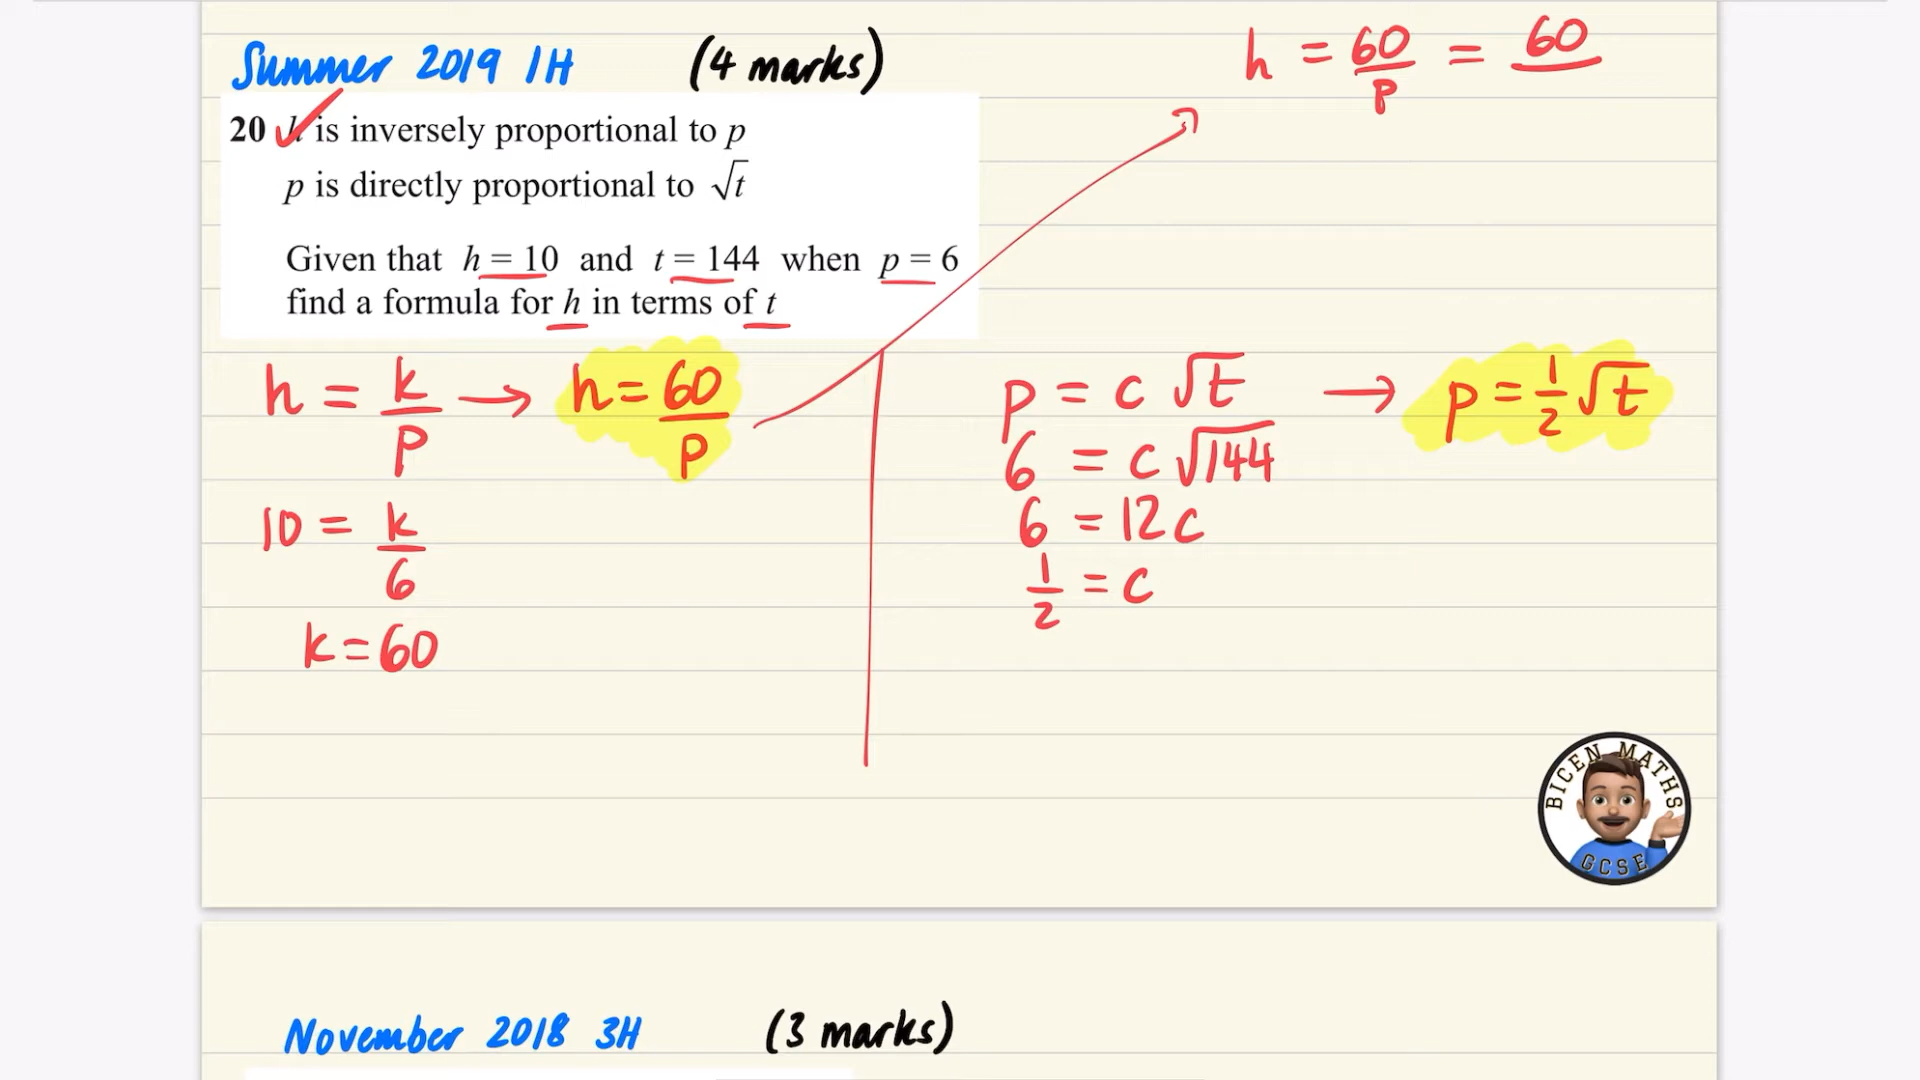 Summer 2019 1H (4 marks)
h = 60/p = 60
20 h is inversely proportional to p
p is directly proportional to √t
Given that h = 10 and t = 144 when p = 6
find a formula for h in terms of t
h = k/p → h = 60/p
10 = k/6
k = 60
p = c √t → p = 1/2 √t
6 = c √144
6 = 12c
1/2 = c
BICEN MATHS
GCSE
November 2018 3H (3 marks)